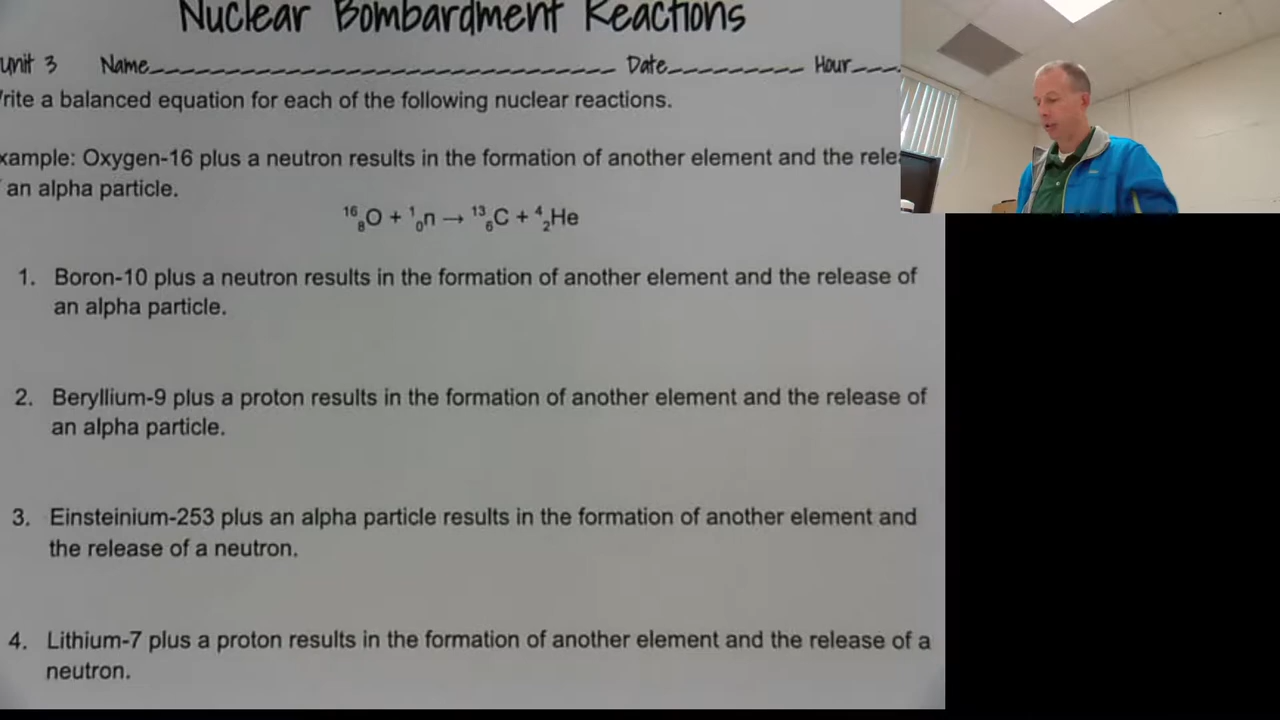 Nuclear Bombardment Reactions
Unit 3 Name Date Hour
rite a balanced equation for each of the following nuclear reactions.
xample: Oxygen-16 plus a neutron results in the formation of another element and the rele
an alpha particle.
¹⁶₈O + ¹₀n → ¹³₆C + ⁴₂He
1. Boron-10 plus a neutron results in the formation of another element and the release of
an alpha particle.
2. Beryllium-9 plus a proton results in the formation of another element and the release of
an alpha particle.
3. Einsteinium-253 plus an alpha particle results in the formation of another element and
the release of a neutron.
4. Lithium-7 plus a proton results in the formation of another element and the release of a
neutron.